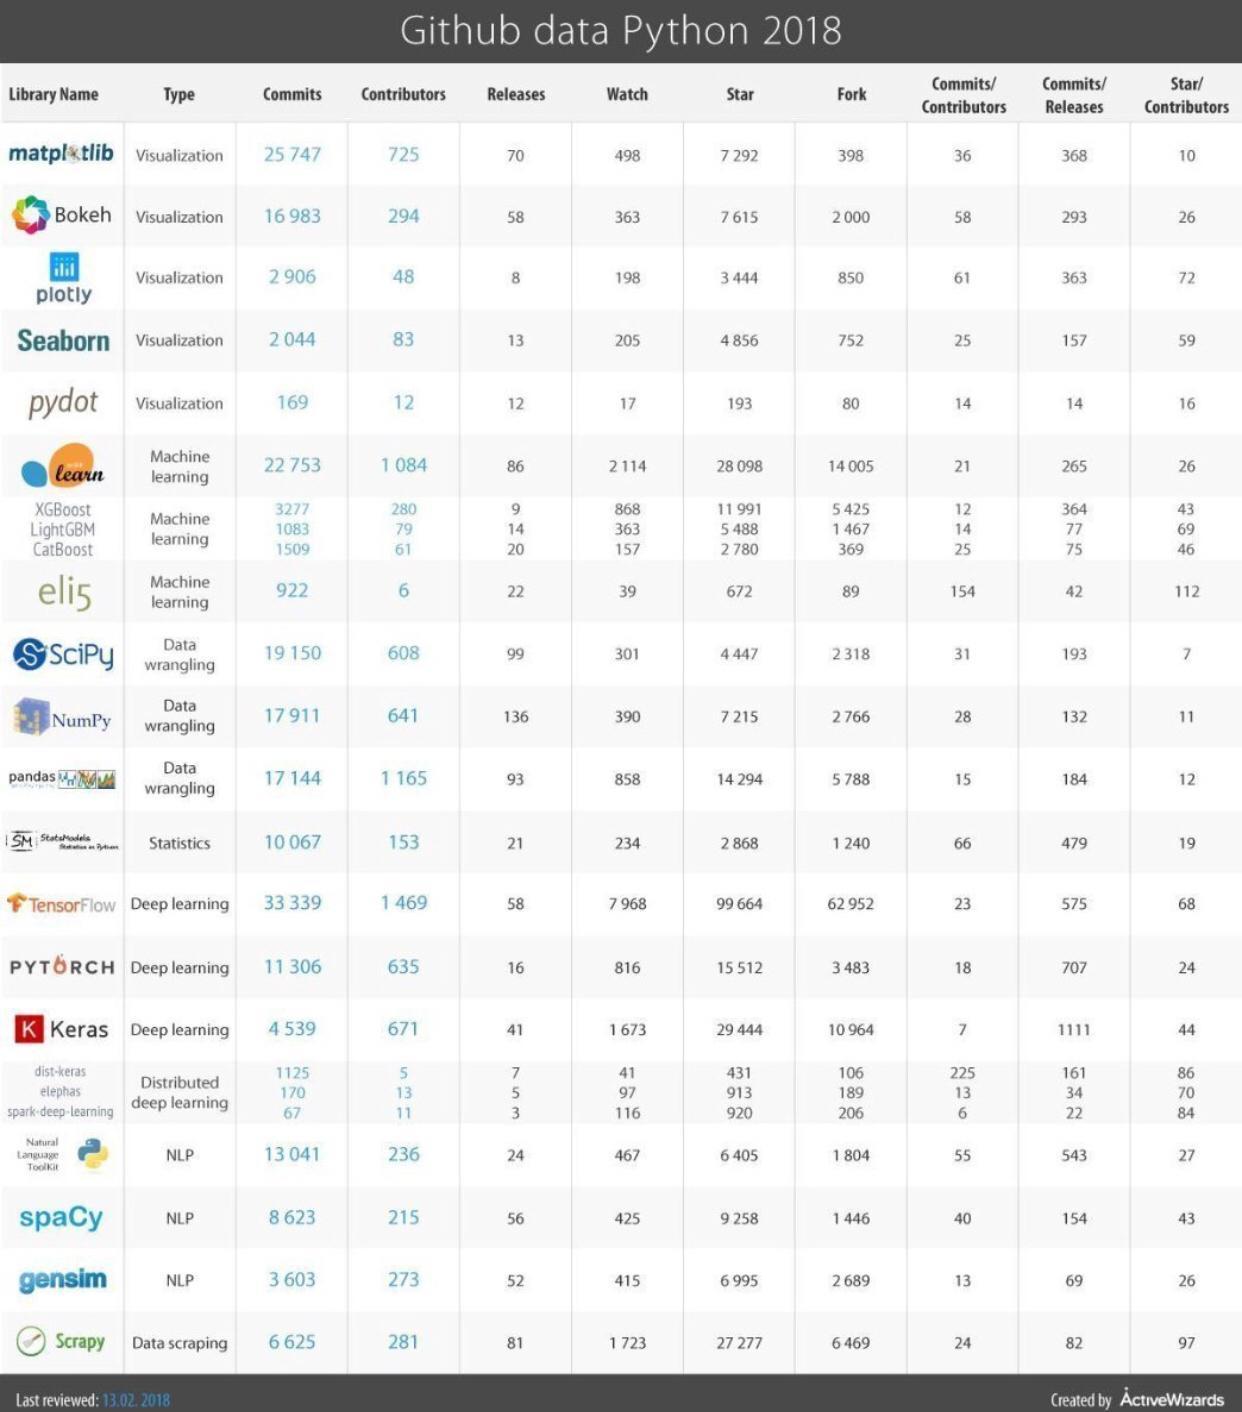 Github data Python 2018
Library Name Type Commits Contributors Releases Watch Star Fork Commits/ Contributors Commits/ Releases Star/ Contributors
matplotlib Visualization 25 747 725 70 498 7 292 398 36 368 10
Bokeh Visualization 16 983 294 58 363 7 615 2 000 58 293 26
plotly Visualization 2 906 48 8 198 3 444 850 61 363 72
Seaborn Visualization 2 044 83 13 205 4 856 752 25 157 59
pydot Visualization 169 12 12 17 193 80 14 14 16
learn Machine learning 22 753 1 084 86 2 114 28 098 14 005 21 265 26
XGBoost 3277 280 9 868 11 991 5 425 12 364 43
LightGBM Machine learning 1083 79 14 363 5 488 1 467 14 77 69
CatBoost 1509 61 20 157 2 780 369 25 75 46
eli5 Machine learning 922 6 22 39 672 89 154 42 112
SciPy Data wrangling 19 150 608 99 301 4 447 2 318 31 193 7
NumPy Data wrangling 17 911 641 136 390 7 215 2 766 28 132 11
pandas Data wrangling 17 144 1 165 93 858 14 294 5 788 15 184 12
SM StatsModels Statistics in Python Statistics 10 067 153 21 234 2 868 1 240 66 479 19
TensorFlow Deep learning 33 339 1 469 58 7 968 99 664 62 952 23 575 68
PYTORCH Deep learning 11 306 635 16 816 15 512 3 483 18 707 24
K Keras Deep learning 4 539 671 41 1 673 29 444 10 964 7 1111 44
dist-keras 1125 5 7 41 431 106 225 161 86
elephas Distributed deep learning 170 13 5 97 913 189 13 34 70
spark-deep-learning 67 11 3 116 920 206 6 22 84
Natural Language ToolKit NLP 13 041 236 24 467 6 405 1 804 55 543 27
spaCy NLP 8 623 215 56 425 9 258 1 446 40 154 43
gensim NLP 3 603 273 52 415 6 995 2 689 13 69 26
Scrapy Data scraping 6 625 281 81 1 723 27 277 6 469 24 82 97
Last reviewed: 13.02. 2018 Created by ActiveWizards